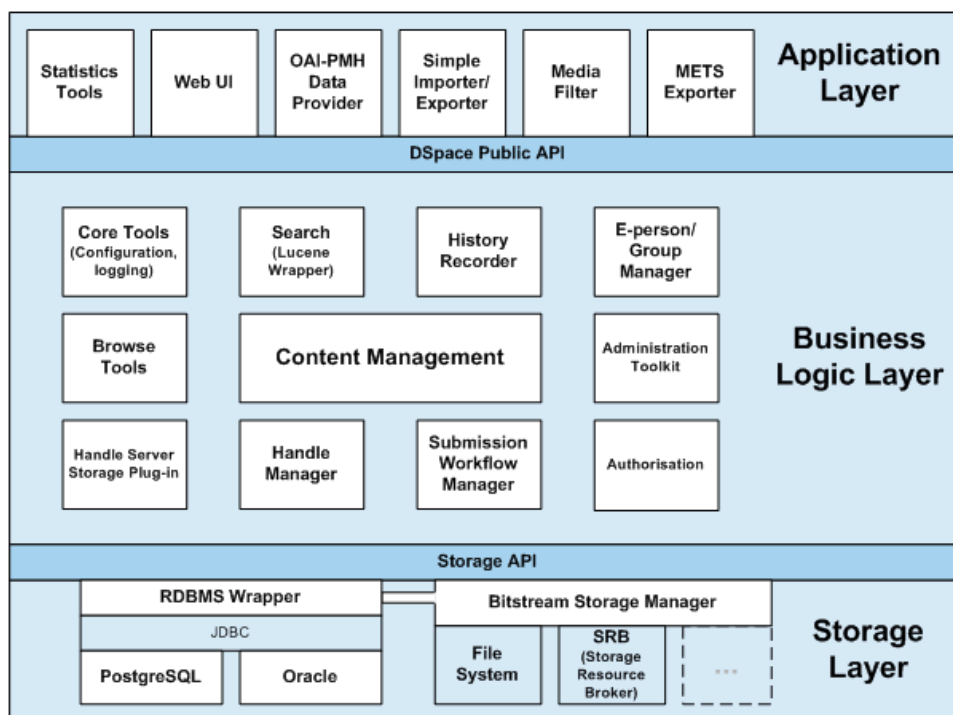 Statistics
Tools
Web UI
OAI-PMH
Data
Provider
Simple
Importer/
Exporter
Media
Filter
METS
Exporter
Application
Layer
DSpace Public API
Core Tools
(Configuration,
logging)
Search
(Lucene
Wrapper)
History
Recorder
E-person/
Group
Manager
Browse
Tools
Content Management
Administration
Toolkit
Business
Logic Layer
Handle Server
Storage Plug-in
Handle
Manager
Submission
Workflow
Manager
Authorisation
Storage API
RDBMS Wrapper
JDBC
PostgreSQL
Oracle
Bitstream Storage Manager
File
System
SRB
(Storage
Resource
Broker)
...
Storage
Layer